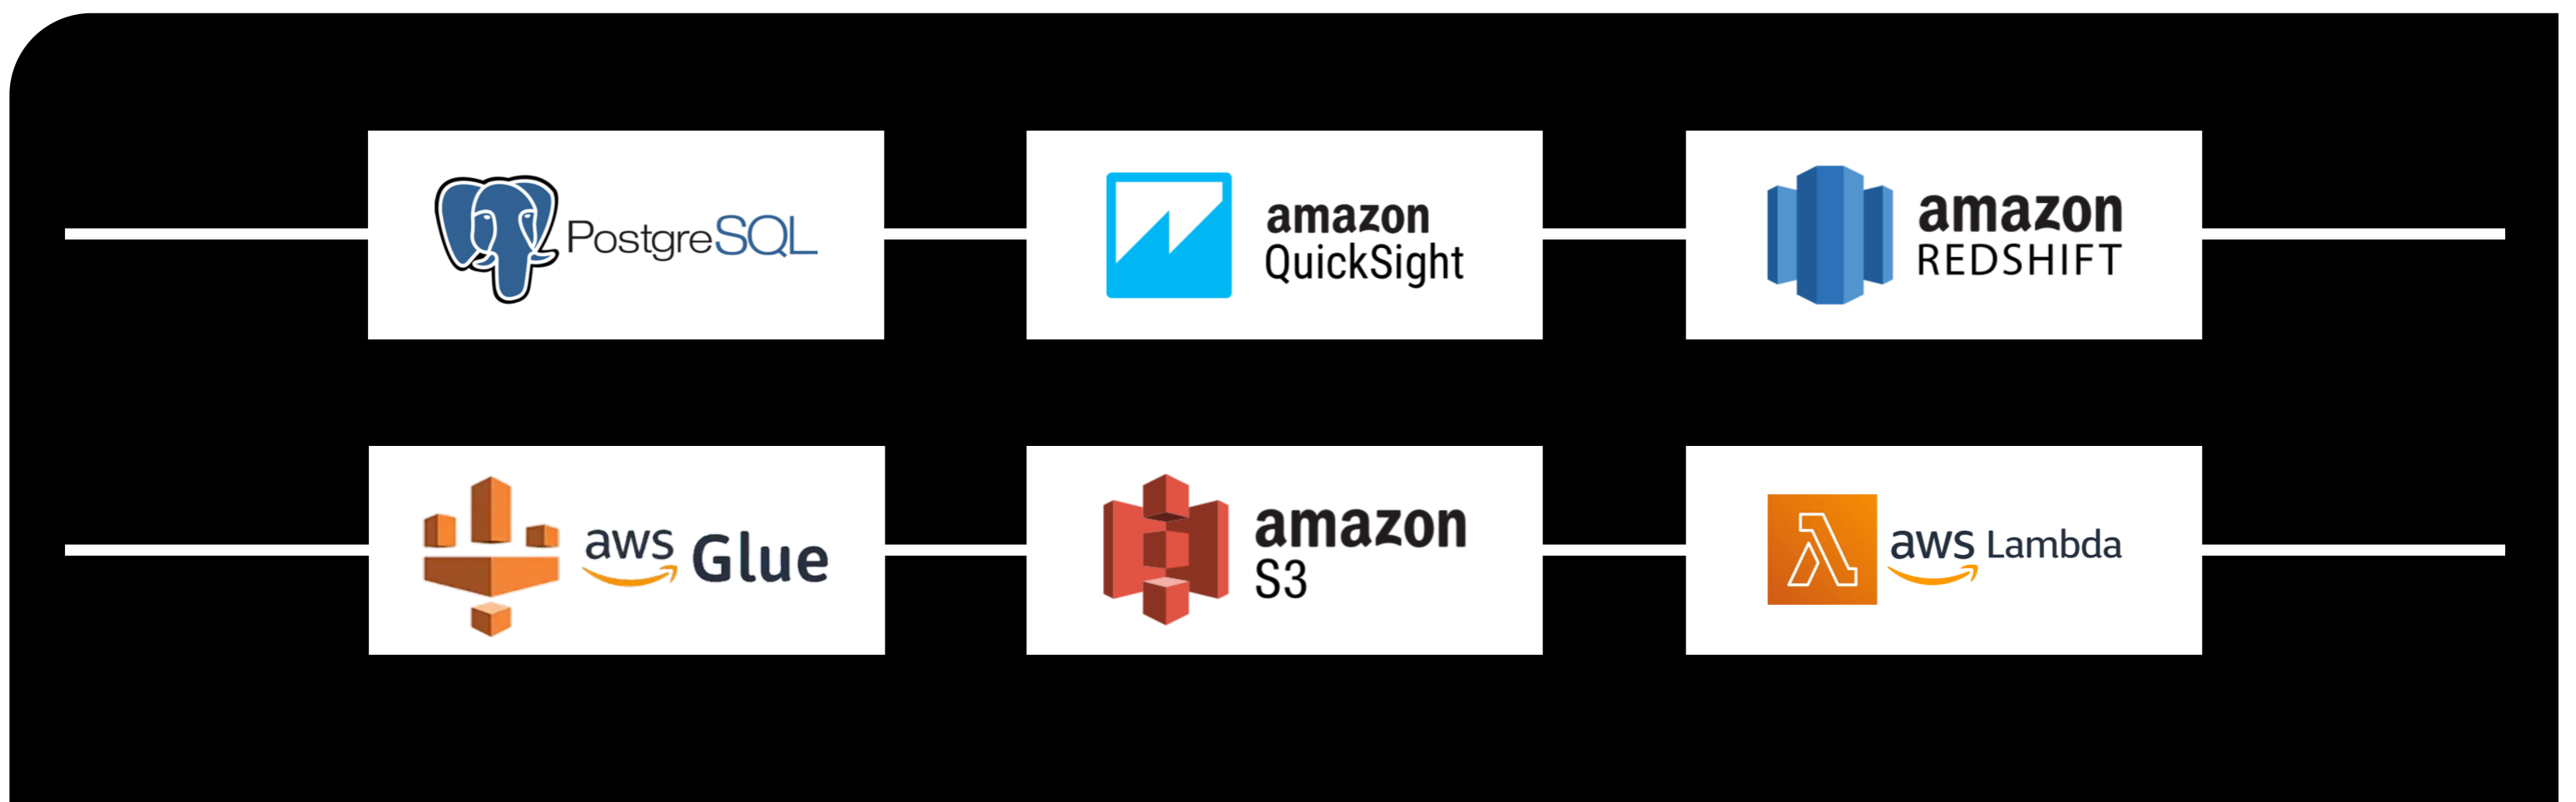 PostgreSQL
amazon
QuickSight
amazon
REDSHIFT
aws Glue
amazon
S3
aws Lambda